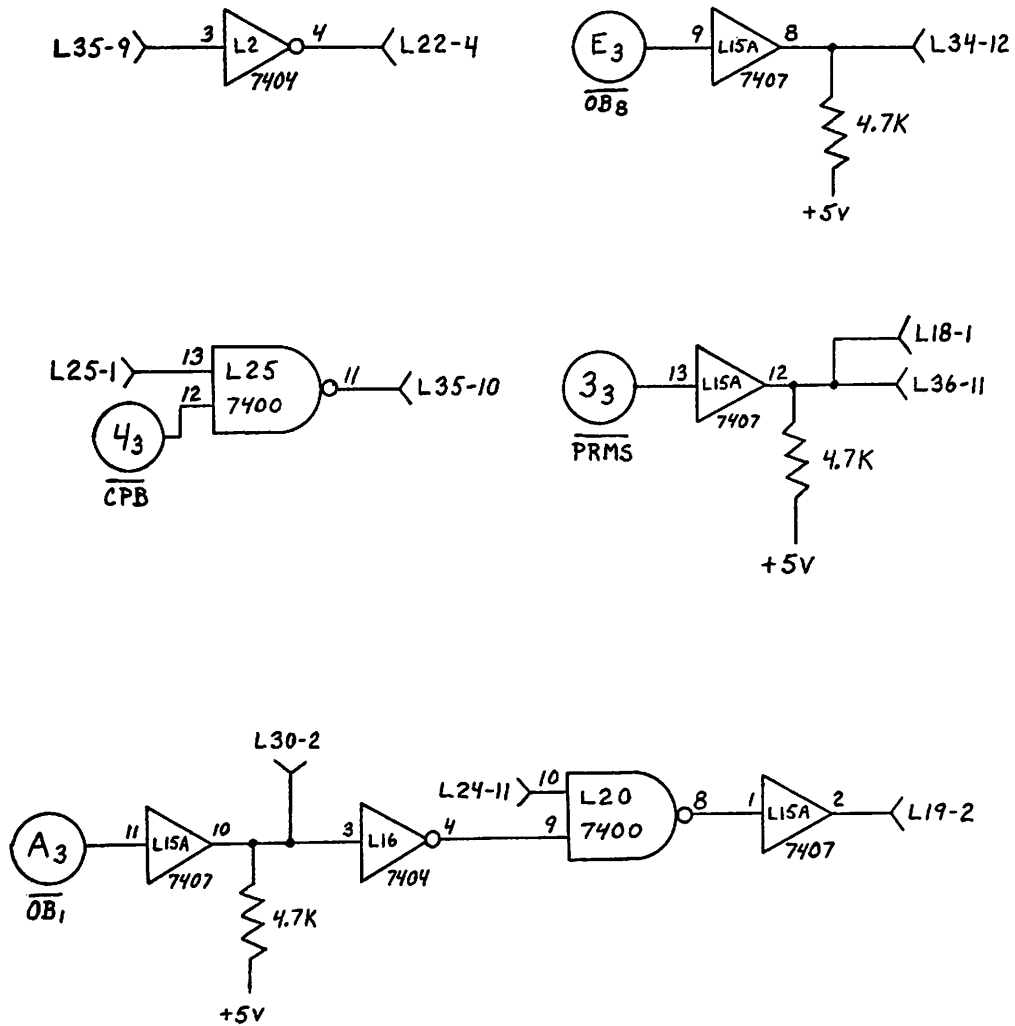 L35-9
3
L2
4
7404
L22-4
E3
OB8
9
L15A
8
7407
L34-12
4.7K
+5V
L25-1
13
12
L25
7400
11
L35-10
43
CPB
33
PRMS
13
L15A
12
7407
L18-1
L36-11
4.7K
+5V
A3
OB1
11
L15A
10
7407
L30-2
4.7K
+5V
3
L16
4
7404
L24-11
10
9
L20
7400
8
1
L15A
2
7407
L19-2